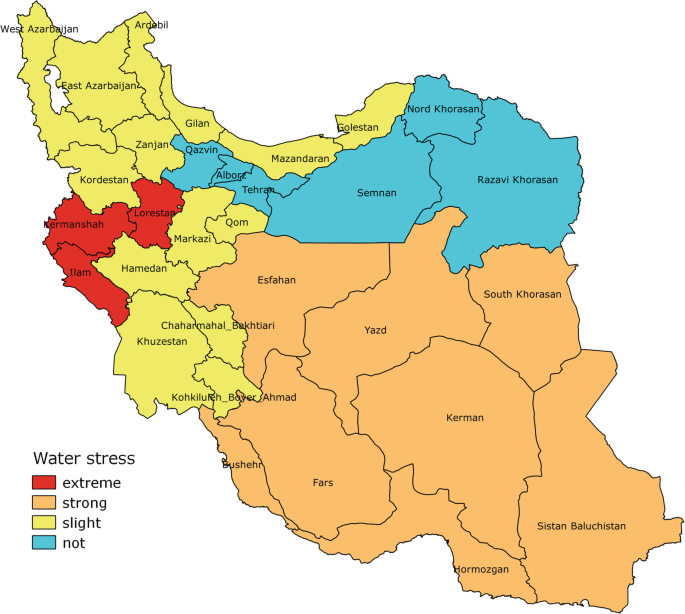 Ardebil
West Azarbaijan
East Azarbaijan
Nord Khorasan
Gilan
Golestan
Zanjan
Qazvin
Mazandaran
Alborz
Kordestan
Tehran
Semnan
Razavi Khorasan
Lorestan
Kermanshah
Qom
Markazi
Ilam
Hamedan
Esfahan
South Khorasan
Chaharmahal_Bakhtiari
Yazd
Khuzestan
Kohkiluyeh_Boyer_Ahmad
Kerman
Water stress
Bushehr
extreme
Fars
strong
slight
Sistan Baluchistan
not
Hormozgan